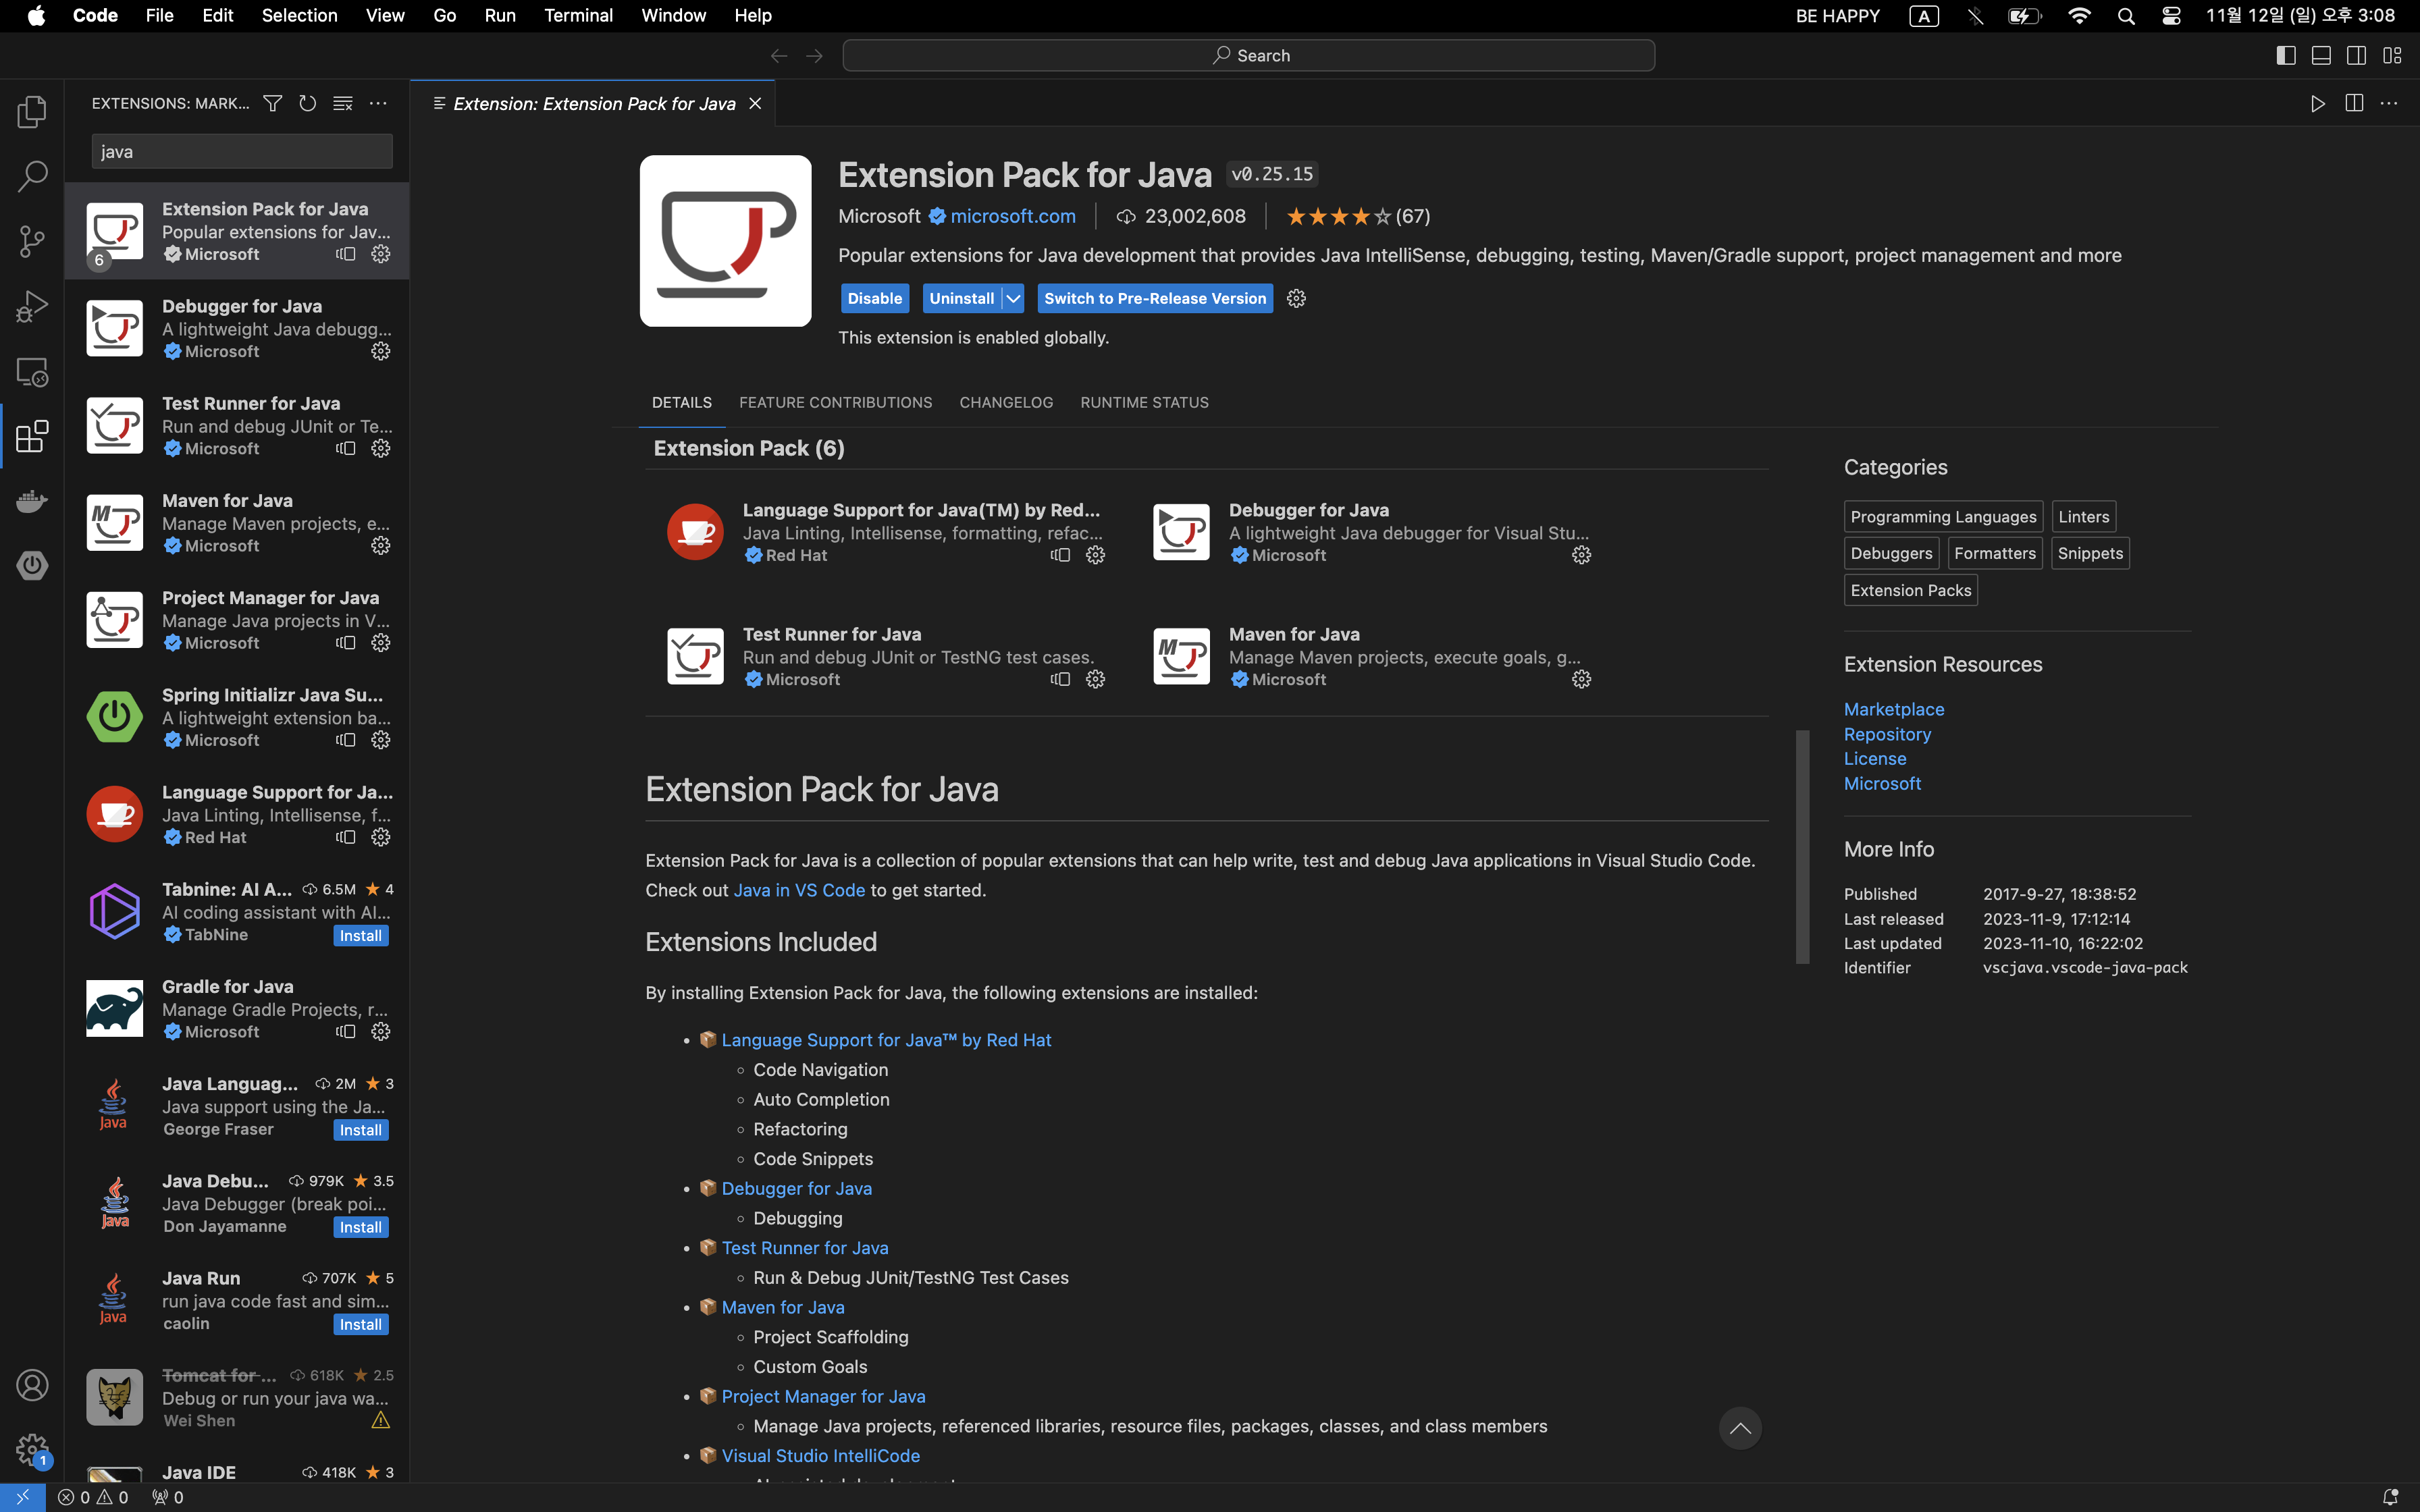 Code File Edit Selection View Go Run Terminal Window Help
BE HAPPY A 11월 12일 (일) 오후 3:08
Search
EXTENSIONS: MARK...
java
Extension Pack for Java
Popular extensions for Jav...
Microsoft
6
Debugger for Java
A lightweight Java debugg...
Microsoft
Test Runner for Java
Run and debug JUnit or Te...
Microsoft
Maven for Java
Manage Maven projects, e...
Microsoft
Project Manager for Java
Manage Java projects in V...
Microsoft
Spring Initializr Java Su...
A lightweight extension ba...
Microsoft
Language Support for Ja...
Java Linting, Intellisense, f...
Red Hat
Tabnine: AI A... 6.5M 4
AI coding assistant with AI...
TabNine Install
Gradle for Java
Manage Gradle Projects, r...
Microsoft
Java Languag... 2M 3
Java support using the Ja...
George Fraser Install
Java
Java Debu... 979K 3.5
Java Debugger (break poi...
Don Jayamanne Install
Java
Java Run 707K 5
run java code fast and sim...
caolin Install
Java
Tomcat for ... 618K 2.5
Debug or run your java wa...
Wei Shen
Java IDE 418K 3
1
0 0 0
Extension: Extension Pack for Java
Extension Pack for Java v0.25.15
Microsoft microsoft.com 23,002,608 (67)
Popular extensions for Java development that provides Java IntelliSense, debugging, testing, Maven/Gradle support, project management and more
Disable Uninstall Switch to Pre-Release Version
This extension is enabled globally.
DETAILS FEATURE CONTRIBUTIONS CHANGELOG RUNTIME STATUS
Extension Pack (6)
Language Support for Java(TM) by Red...
Java Linting, Intellisense, formatting, refac...
Red Hat
Debugger for Java
A lightweight Java debugger for Visual Stu...
Microsoft
Test Runner for Java
Run and debug JUnit or TestNG test cases.
Microsoft
Maven for Java
Manage Maven projects, execute goals, g...
Microsoft
Extension Pack for Java
Extension Pack for Java is a collection of popular extensions that can help write, test and debug Java applications in Visual Studio Code.
Check out Java in VS Code to get started.
Extensions Included
By installing Extension Pack for Java, the following extensions are installed:
• 📦 Language Support for Java™ by Red Hat
◦ Code Navigation
◦ Auto Completion
◦ Refactoring
◦ Code Snippets
• 📦 Debugger for Java
◦ Debugging
• 📦 Test Runner for Java
◦ Run & Debug JUnit/TestNG Test Cases
• 📦 Maven for Java
◦ Project Scaffolding
◦ Custom Goals
• 📦 Project Manager for Java
◦ Manage Java projects, referenced libraries, resource files, packages, classes, and class members
• 📦 Visual Studio IntelliCode
Categories
Programming Languages Linters
Debuggers Formatters Snippets
Extension Packs
Extension Resources
Marketplace
Repository
License
Microsoft
More Info
Published 2017-9-27, 18:38:52
Last released 2023-11-9, 17:12:14
Last updated 2023-11-10, 16:22:02
Identifier vscjava.vscode-java-pack